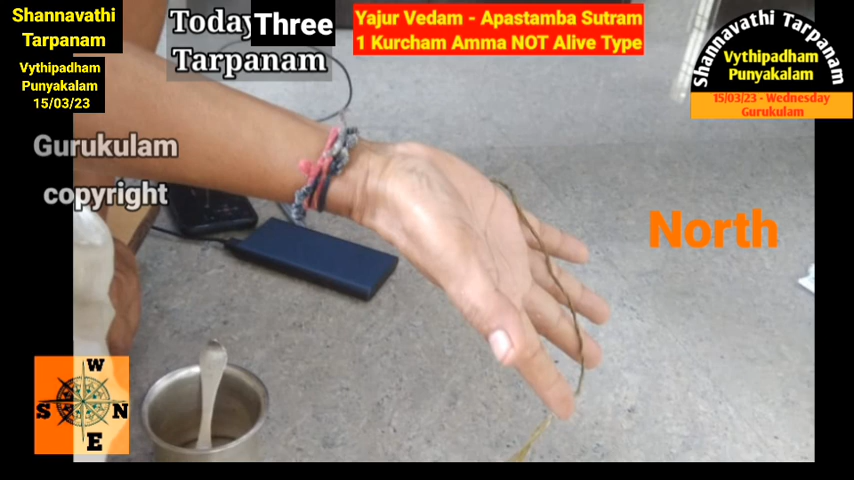 Shannavathi
Tarpanam
Vythipadham
Punyakalam
15/03/23
Today Three
Tarpanam
Yajur Vedam - Apastamba Sutram
1 Kurcham Amma NOT Alive Type
Shannavathi Tarpanam
Vythipadham
Punyakalam
15/03/23 - Wednesday
Gurukulam
Gurukulam
copyright
North
W
S N
E